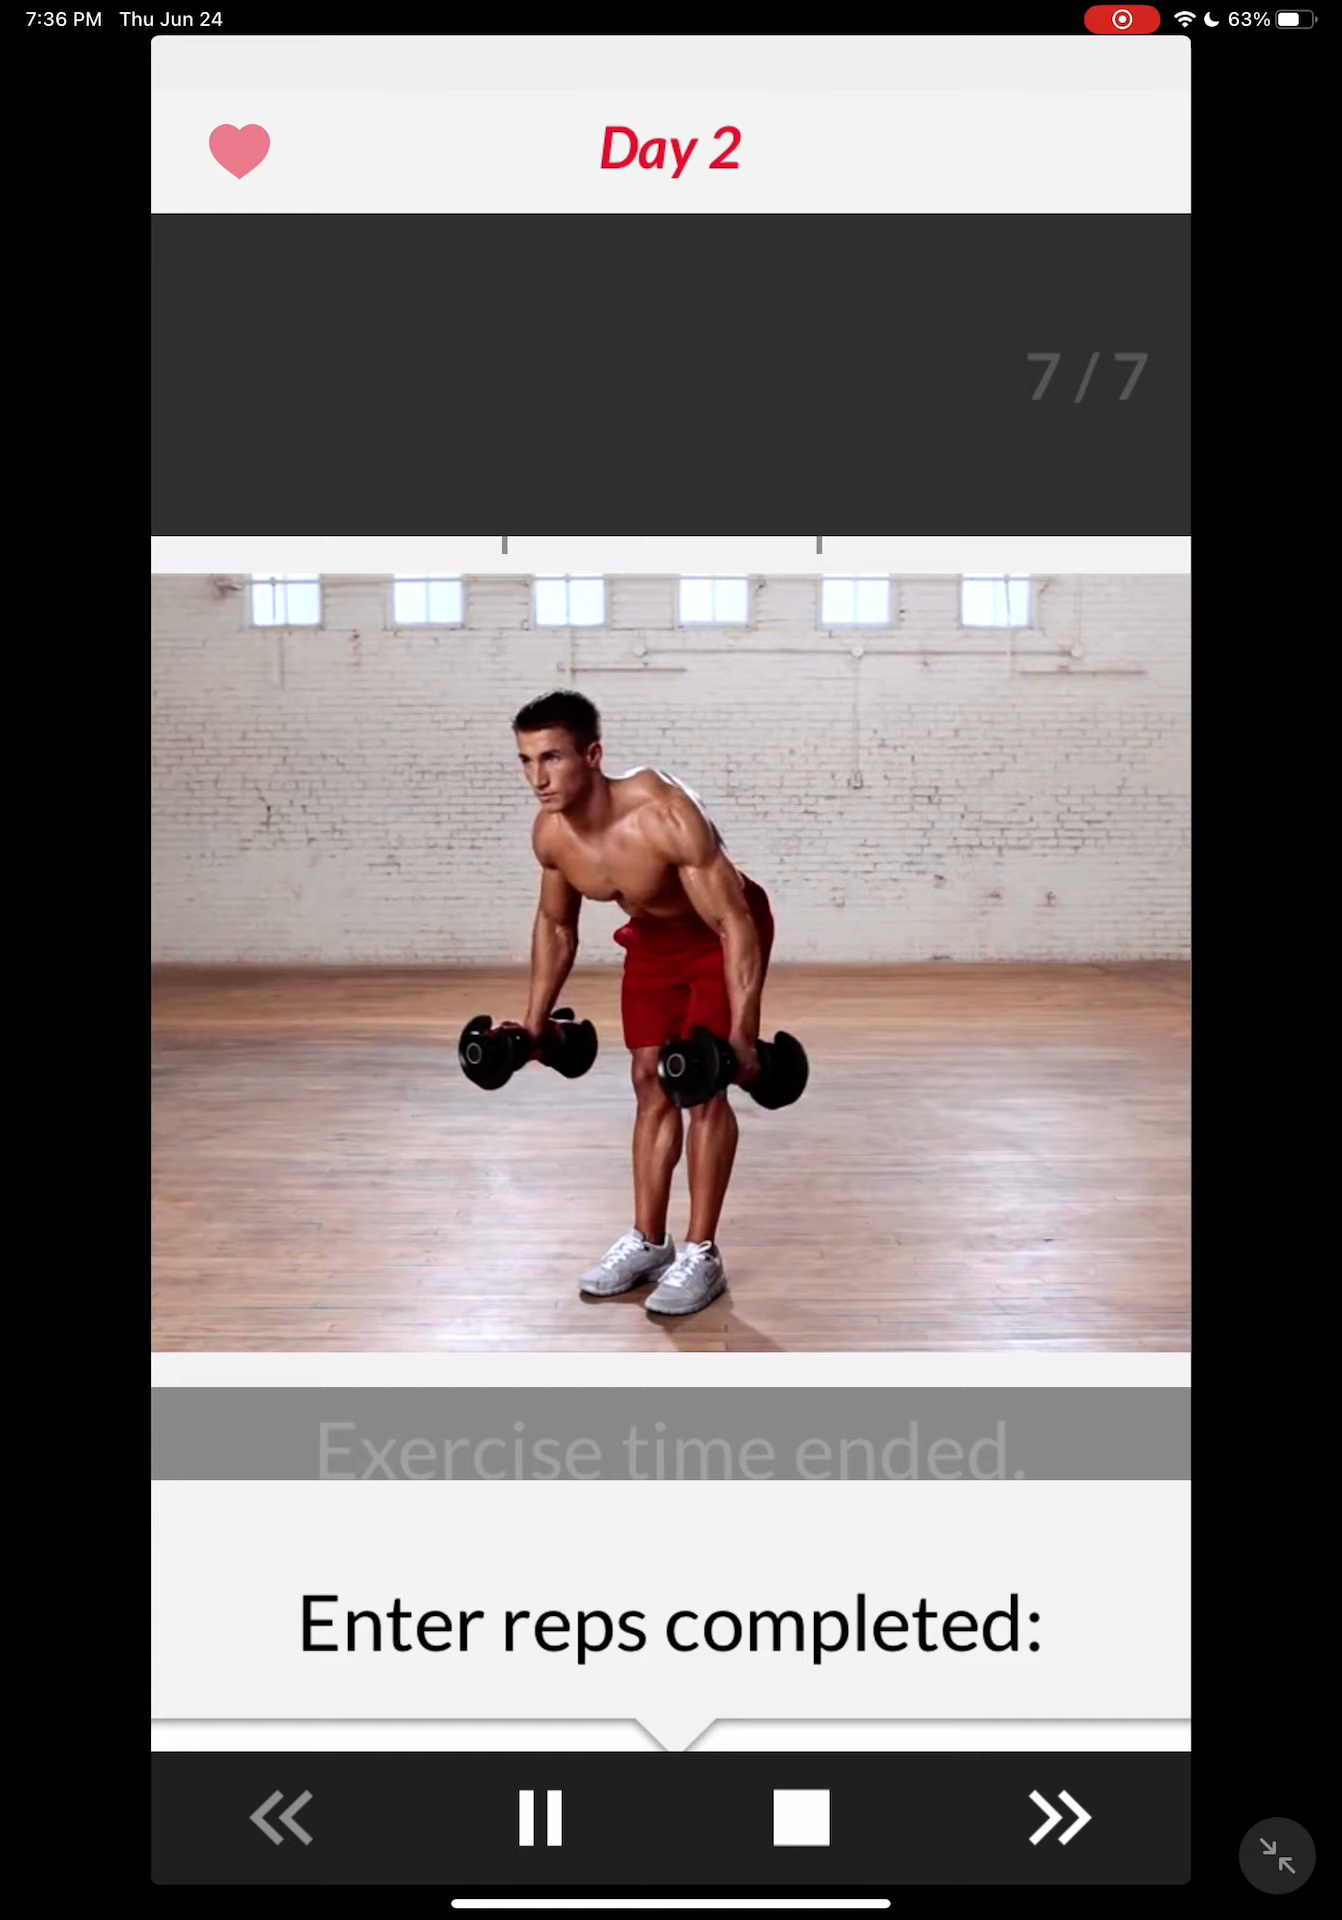 7:36 PM Thu Jun 24
63%
Day 2
7 / 7
Exercise time ended.
Enter reps completed: